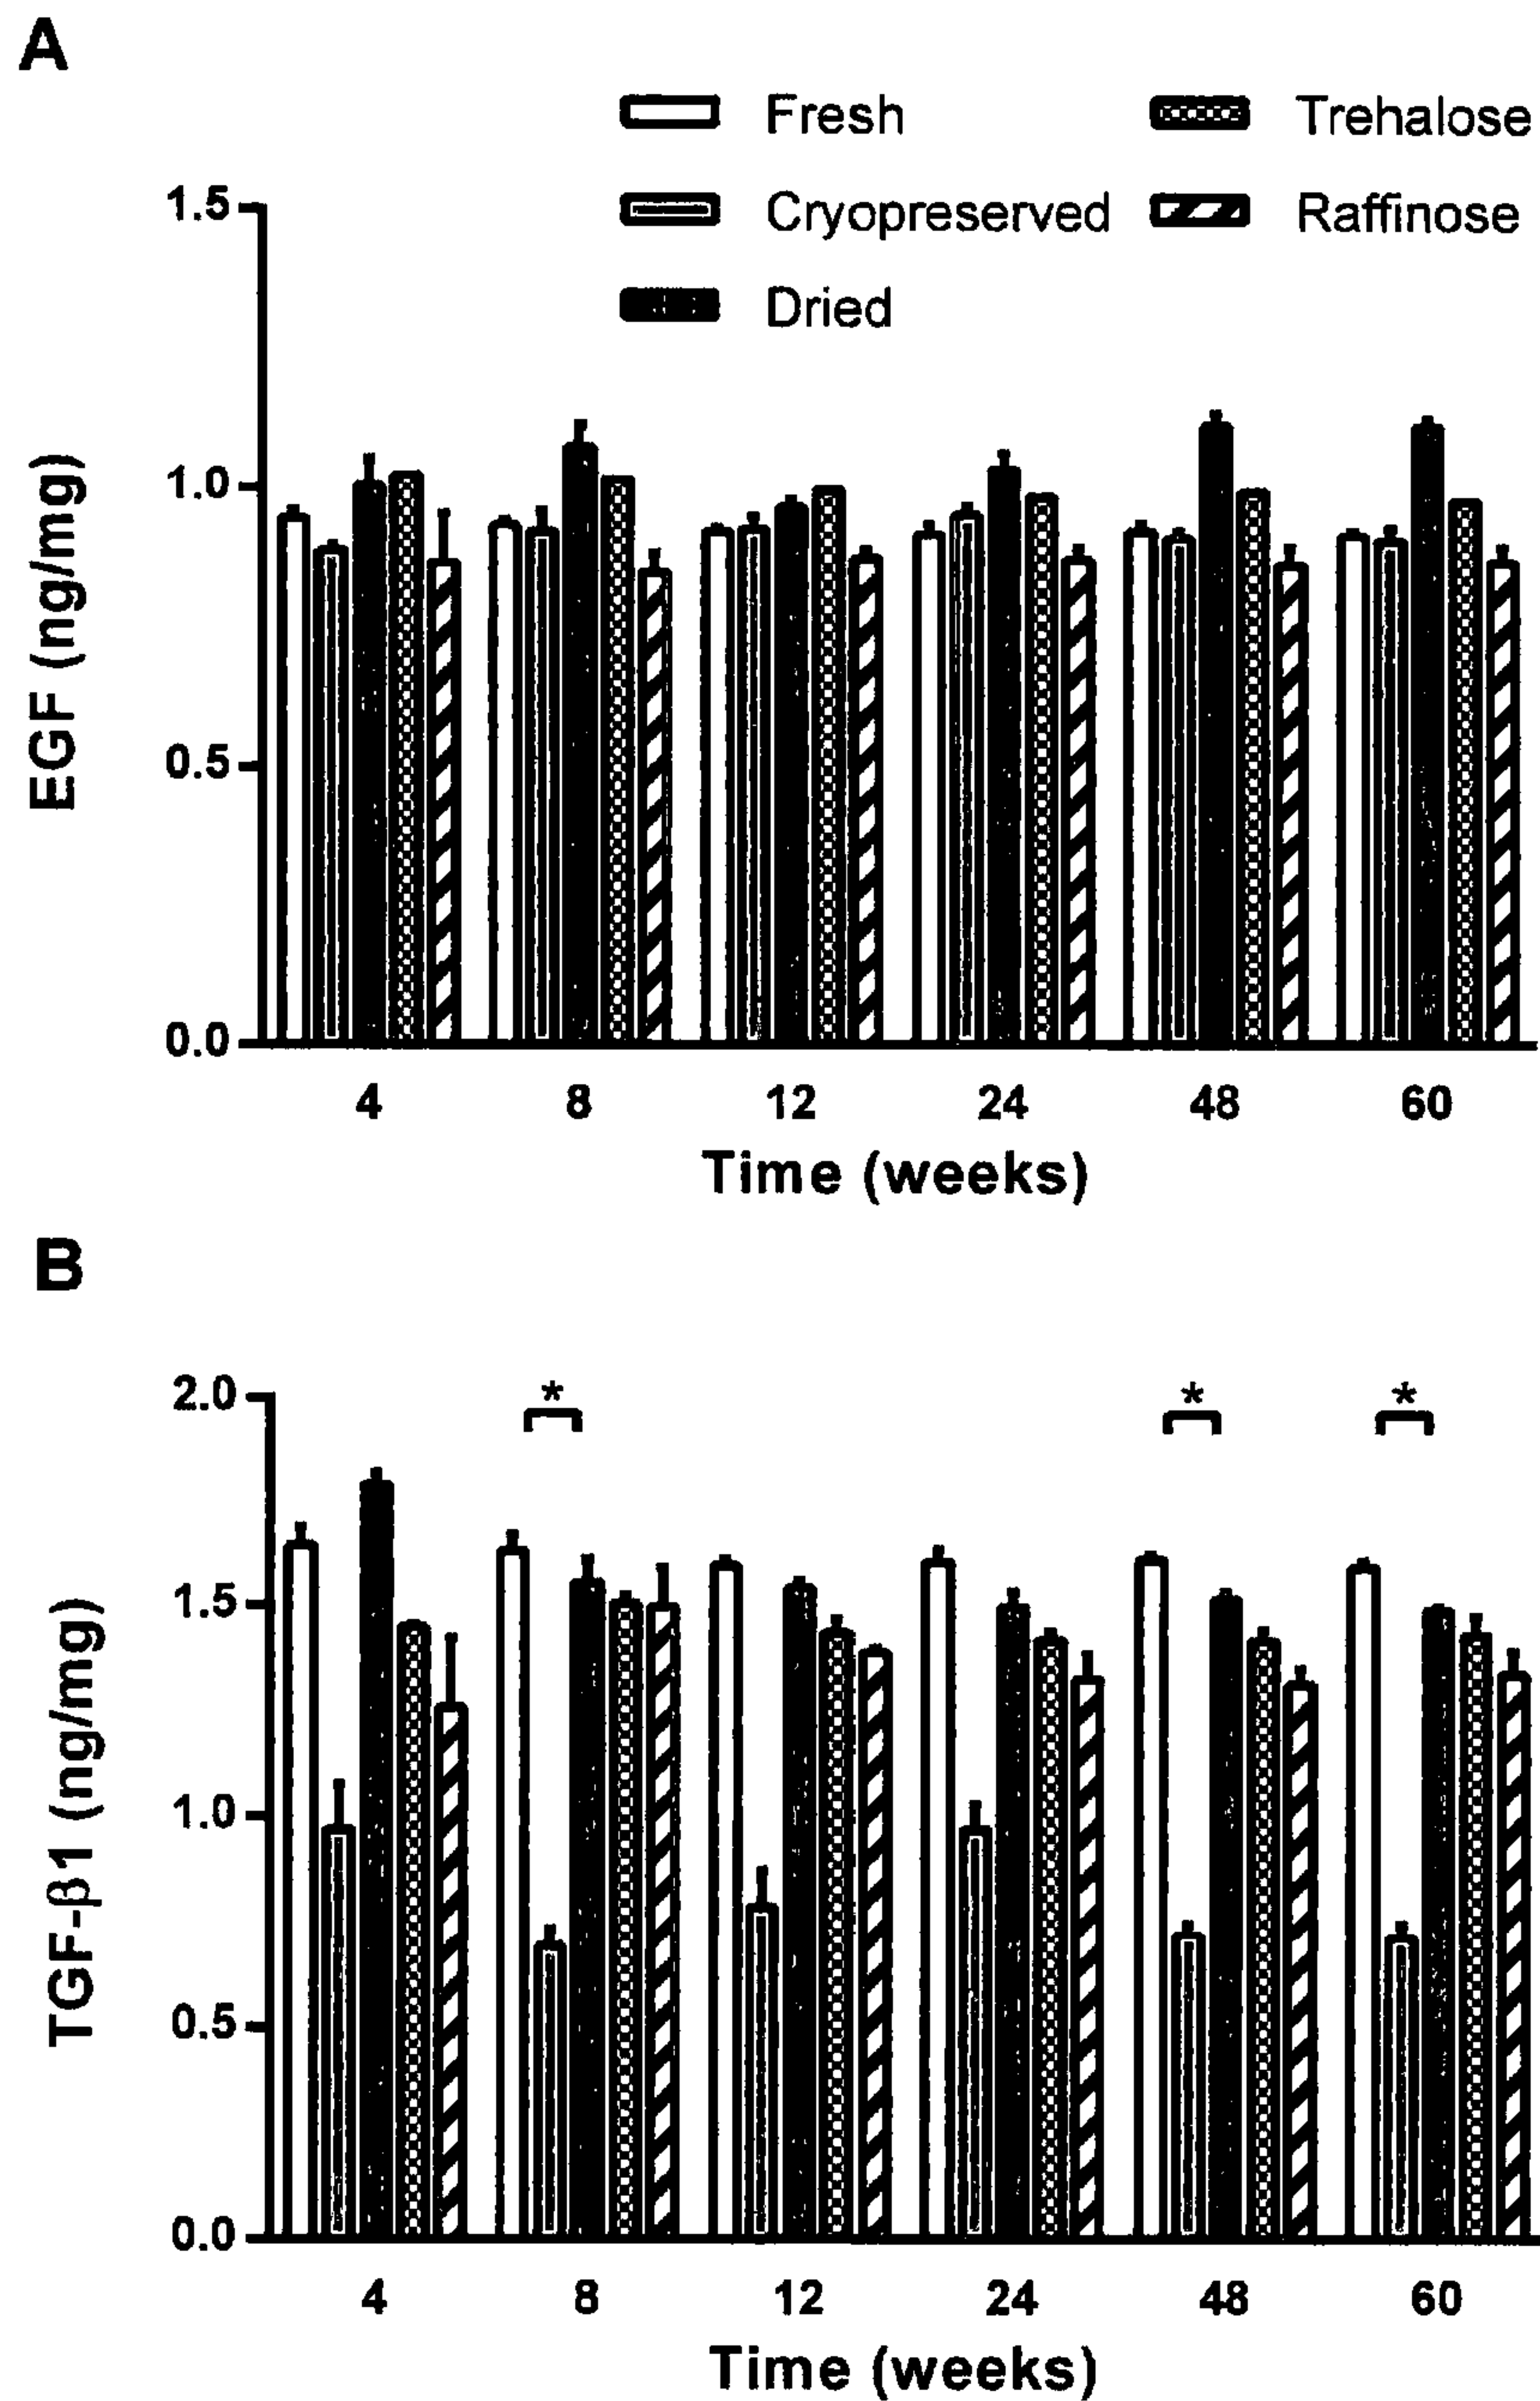 A
Fresh Trehalose
Cryopreserved Raffinose
Dried
1.5
1.0
0.5
0.0
EGF (ng/mg)
4 8 12 24 48 60
Time (weeks)
B
2.0
1.5
1.0
0.5
0.0
* * *
TGF-β1 (ng/mg)
4 8 12 24 48 60
Time (weeks)